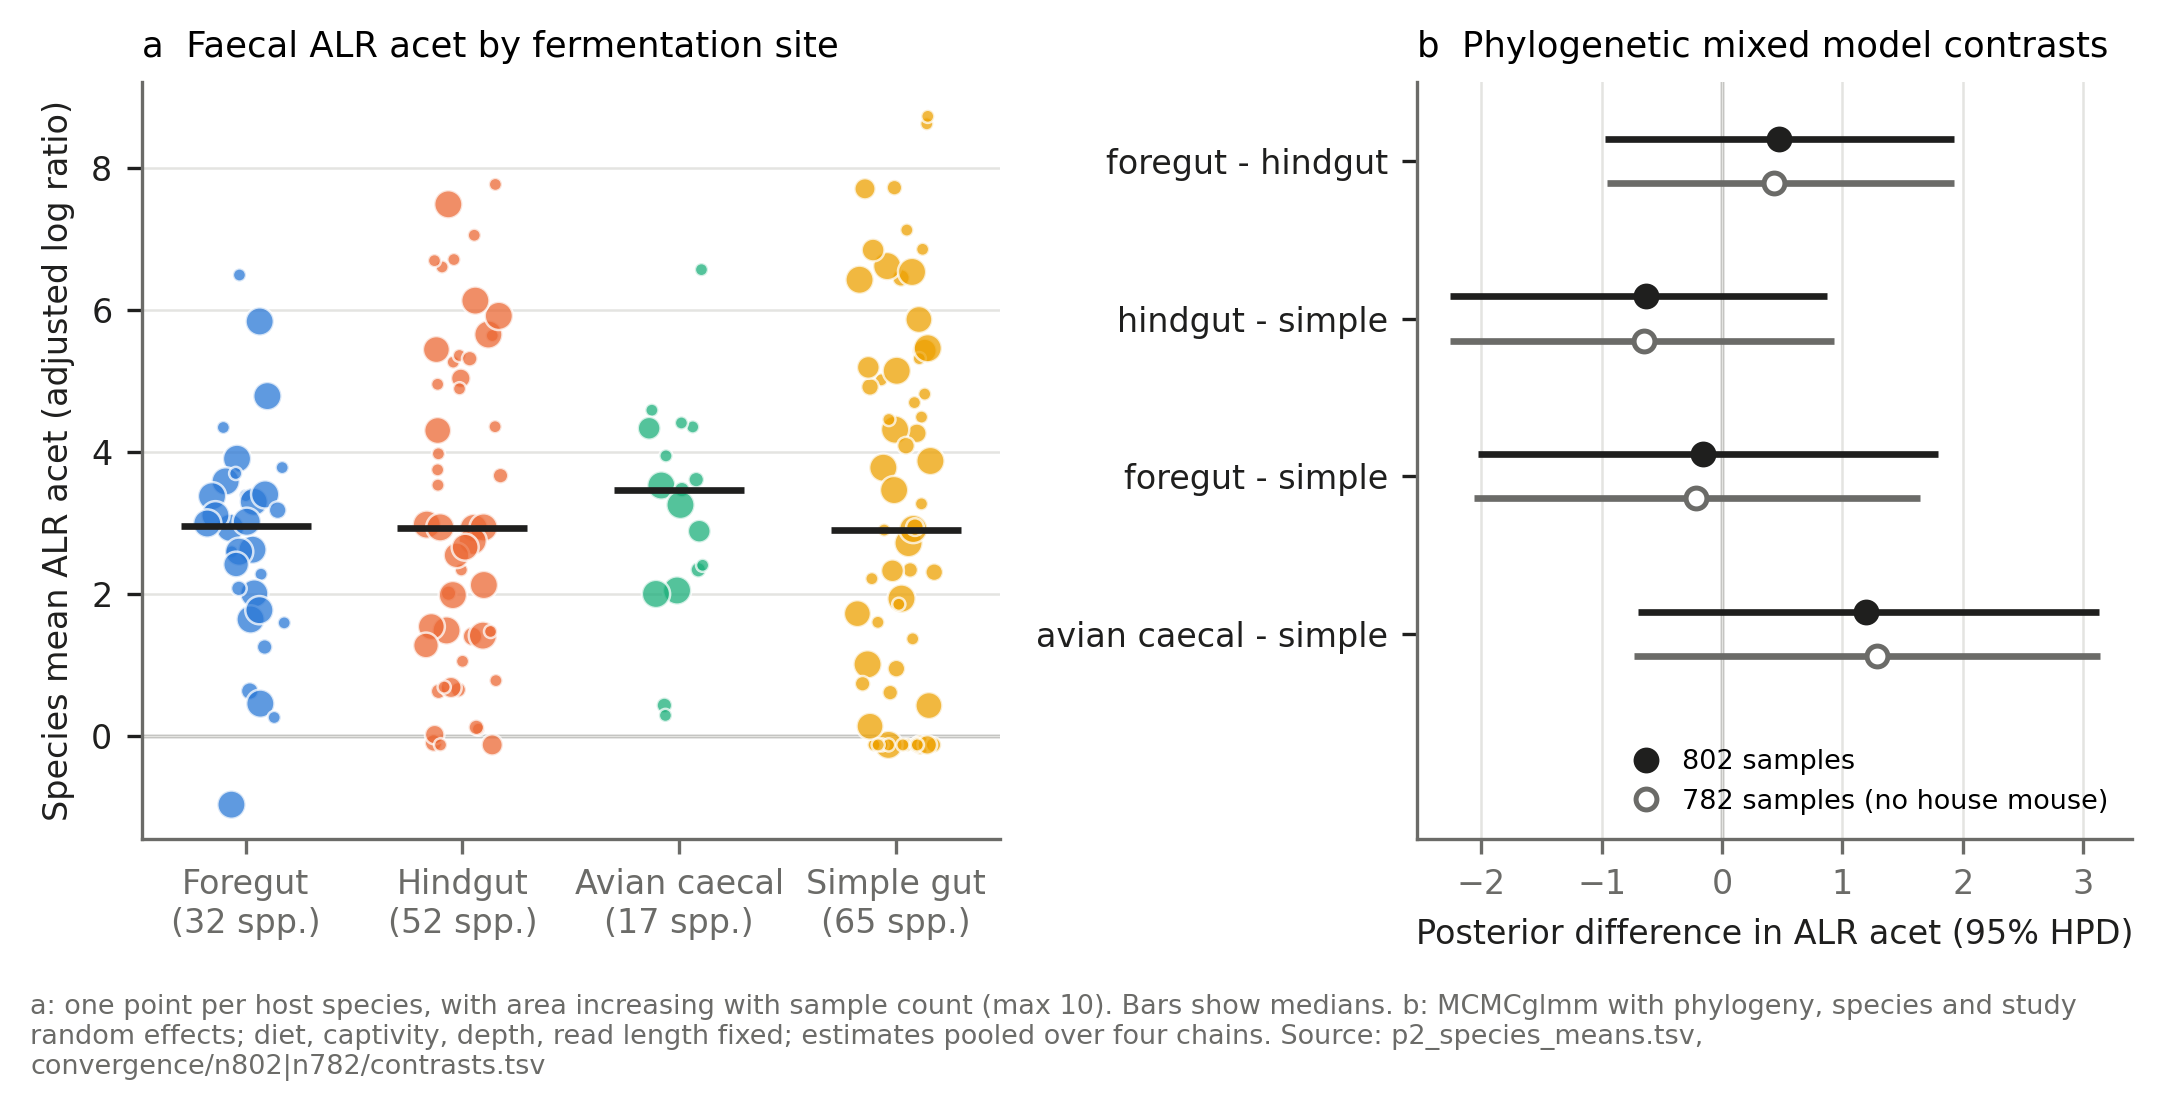 a  Faecal ALR acet by fermentation site
Species mean ALR acet (adjusted log ratio)
8
6
4
2
0
Foregut
(32 spp.)
Hindgut
(52 spp.)
Avian caecal
(17 spp.)
Simple gut
(65 spp.)
b  Phylogenetic mixed model contrasts
foregut - hindgut
hindgut - simple
foregut - simple
avian caecal - simple
802 samples
782 samples (no house mouse)
−2
−1
0
1
2
3
Posterior difference in ALR acet (95% HPD)
a: one point per host species, with area increasing with sample count (max 10). Bars show medians. b: MCMCglmm with phylogeny, species and study
random effects; diet, captivity, depth, read length fixed; estimates pooled over four chains. Source: p2_species_means.tsv,
convergence/n802|n782/contrasts.tsv